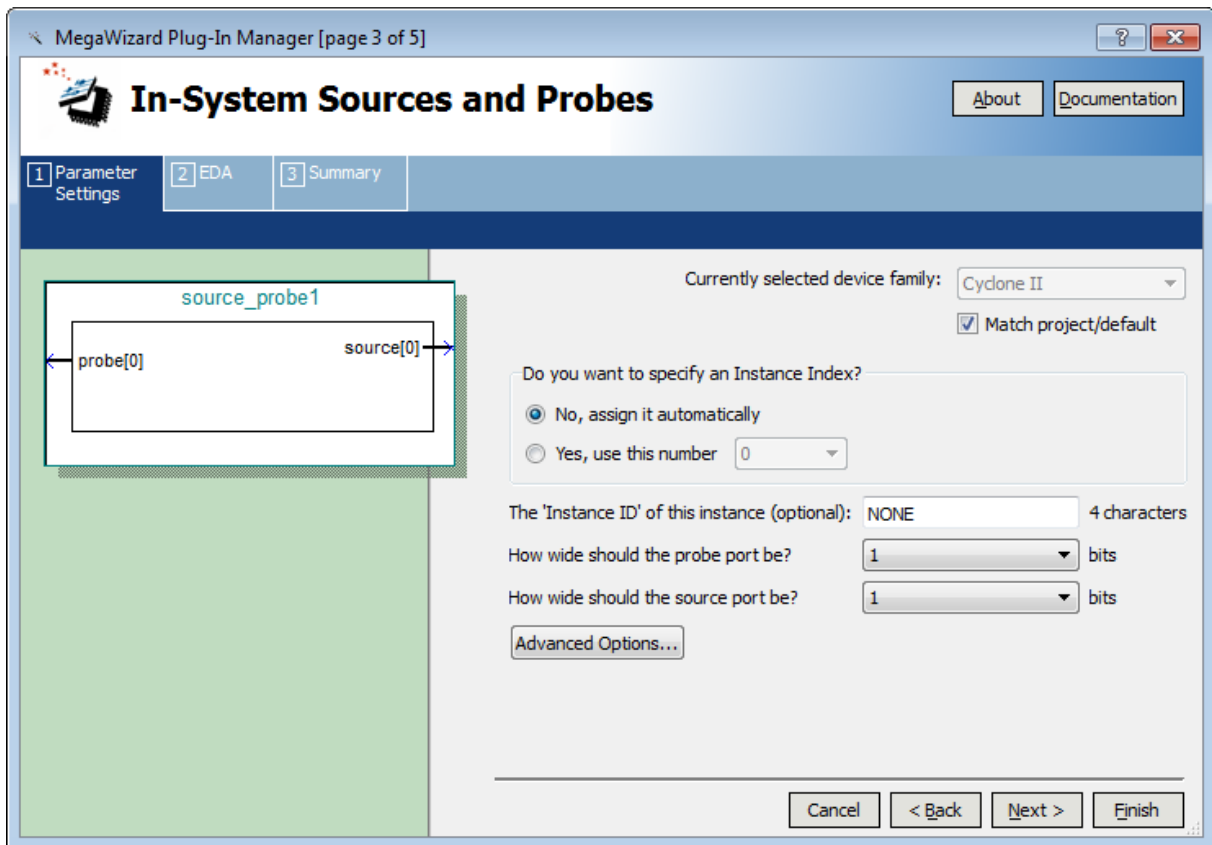 MegaWizard Plug-In Manager [page 3 of 5]
?
In-System Sources and Probes
About
Documentation
1 Parameter Settings
2 EDA
3 Summary
source_probe1
probe[0]
source[0]
Currently selected device family:
Cyclone II
Match project/default
Do you want to specify an Instance Index?
No, assign it automatically
Yes, use this number
0
The 'Instance ID' of this instance (optional): NONE 4 characters
How wide should the probe port be? 1 bits
How wide should the source port be? 1 bits
Advanced Options...
Cancel
< Back
Next >
Finish